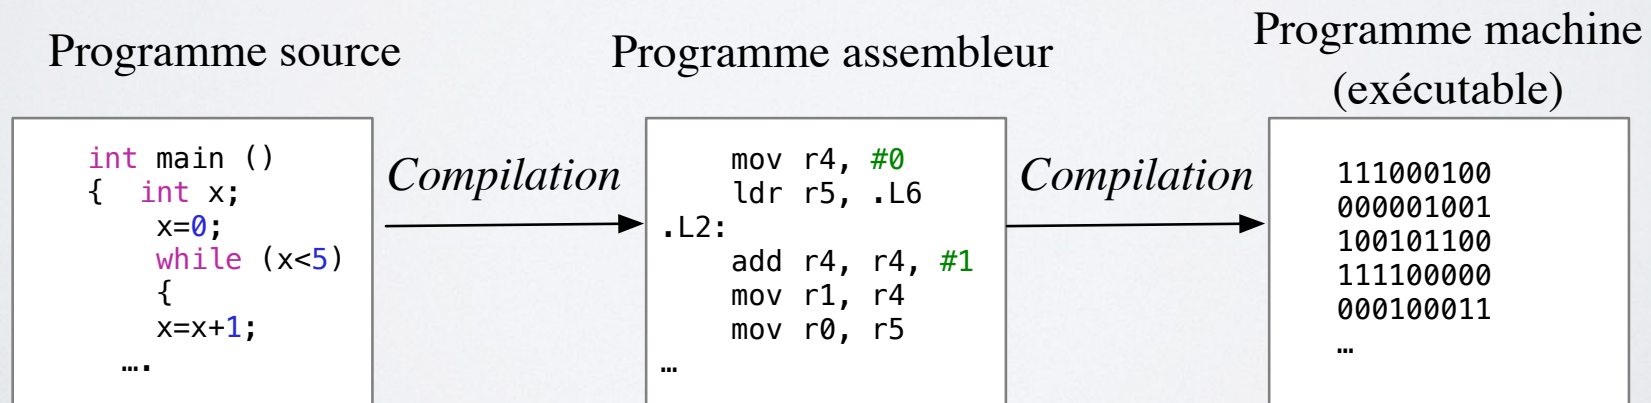 Programme source
int main ()
{  int x;
x=0;
while (x<5)
{
x=x+1;
….
Compilation
Programme assembleur
mov r4, #0
ldr r5, .L6
.L2:
add r4, r4, #1
mov r1, r4
mov r0, r5
…
Compilation
Programme machine
(exécutable)
111000100
000001001
100101100
111100000
000100011
…